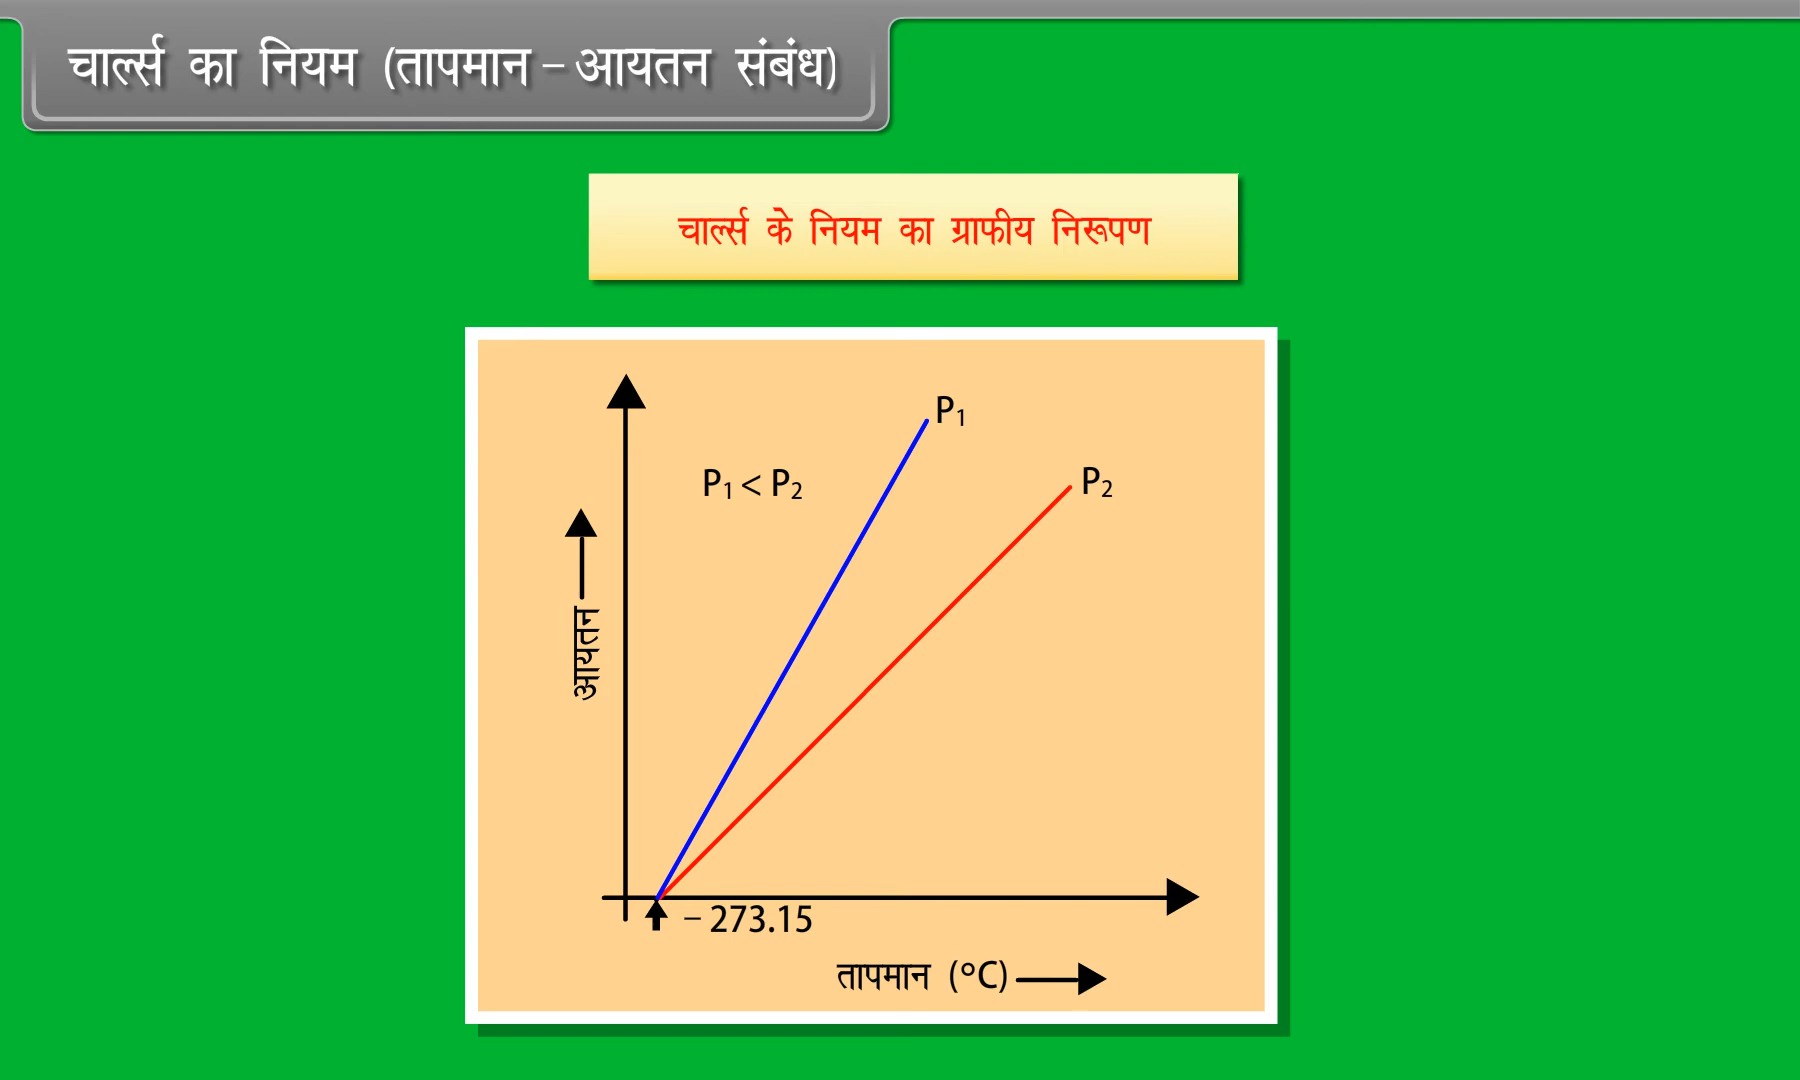 चार्ल्स का नियम (तापमान – आयतन संबंध)
चार्ल्स के नियम का ग्राफीय निरूपण
P₁
P₁ < P₂
P₂
आयतन
– 273.15
तापमान (°C)